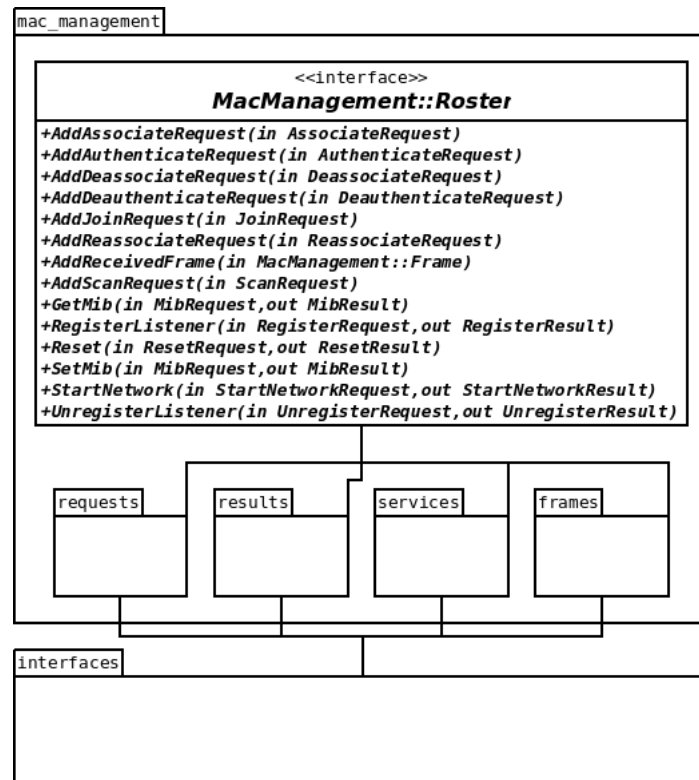 mac_management
<<interface>>
MacManagement::Roster
+AddAssociateRequest(in AssociateRequest)
+AddAuthenticateRequest(in AuthenticateRequest)
+AddDeassociateRequest(in DeassociateRequest)
+AddDeauthenticateRequest(in DeauthenticateRequest)
+AddJoinRequest(in JoinRequest)
+AddReassociateRequest(in ReassociateRequest)
+AddReceivedFrame(in MacManagement::Frame)
+AddScanRequest(in ScanRequest)
+GetMib(in MibRequest,out MibResult)
+RegisterListener(in RegisterRequest,out RegisterResult)
+Reset(in ResetRequest,out ResetResult)
+SetMib(in MibRequest,out MibResult)
+StartNetwork(in StartNetworkRequest,out StartNetworkResult)
+UnregisterListener(in UnregisterRequest,out UnregisterResult)
requests
results
services
frames
interfaces